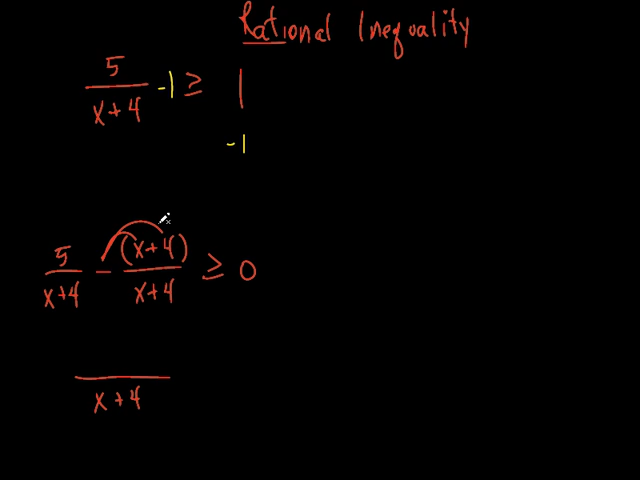 Rational Inequality
5/(x+4) -1 ≥ 1
-1
5/(x+4) - (x+4)/(x+4) ≥ 0
x+4